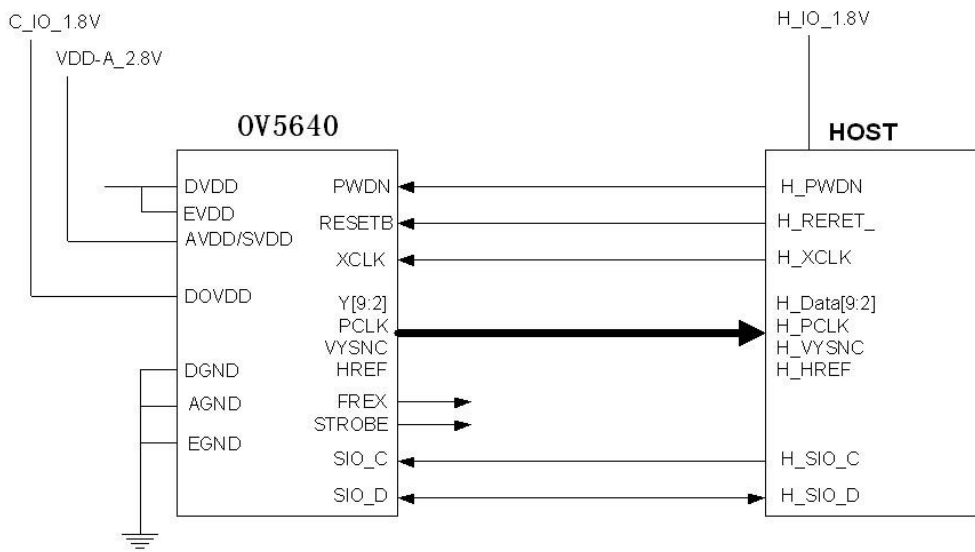 C_IO_1.8V
H_IO_1.8V
VDD-A_2.8V
OV5640
HOST
DVDD
PWDN
H_PWDN
EVDD
RESETB
H_RERET_
AVDD/SVDD
XCLK
H_XCLK
DOVDD
Y[9:2]
H_Data[9:2]
PCLK
H_PCLK
VYSNC
H_VYSNC
DGND
HREF
H_HREF
AGND
FREX
STROBE
EGND
SIO_C
H_SIO_C
SIO_D
H_SIO_D